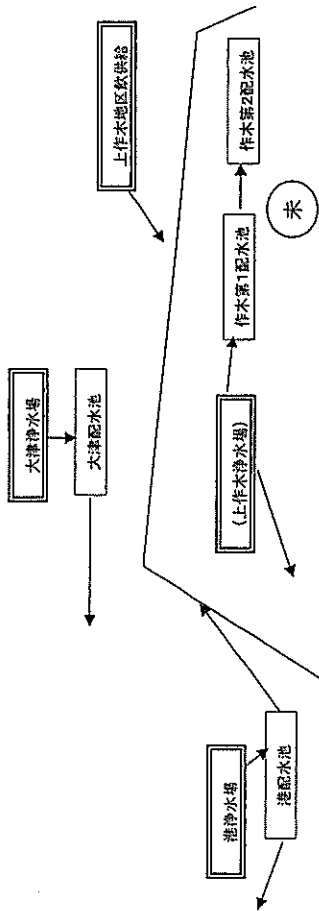 上作木地区飲供給
大津浄水場
大津配水池
作木第2配水池
作木第1配水池
未
(上作木浄水場)
港浄水場
港配水池